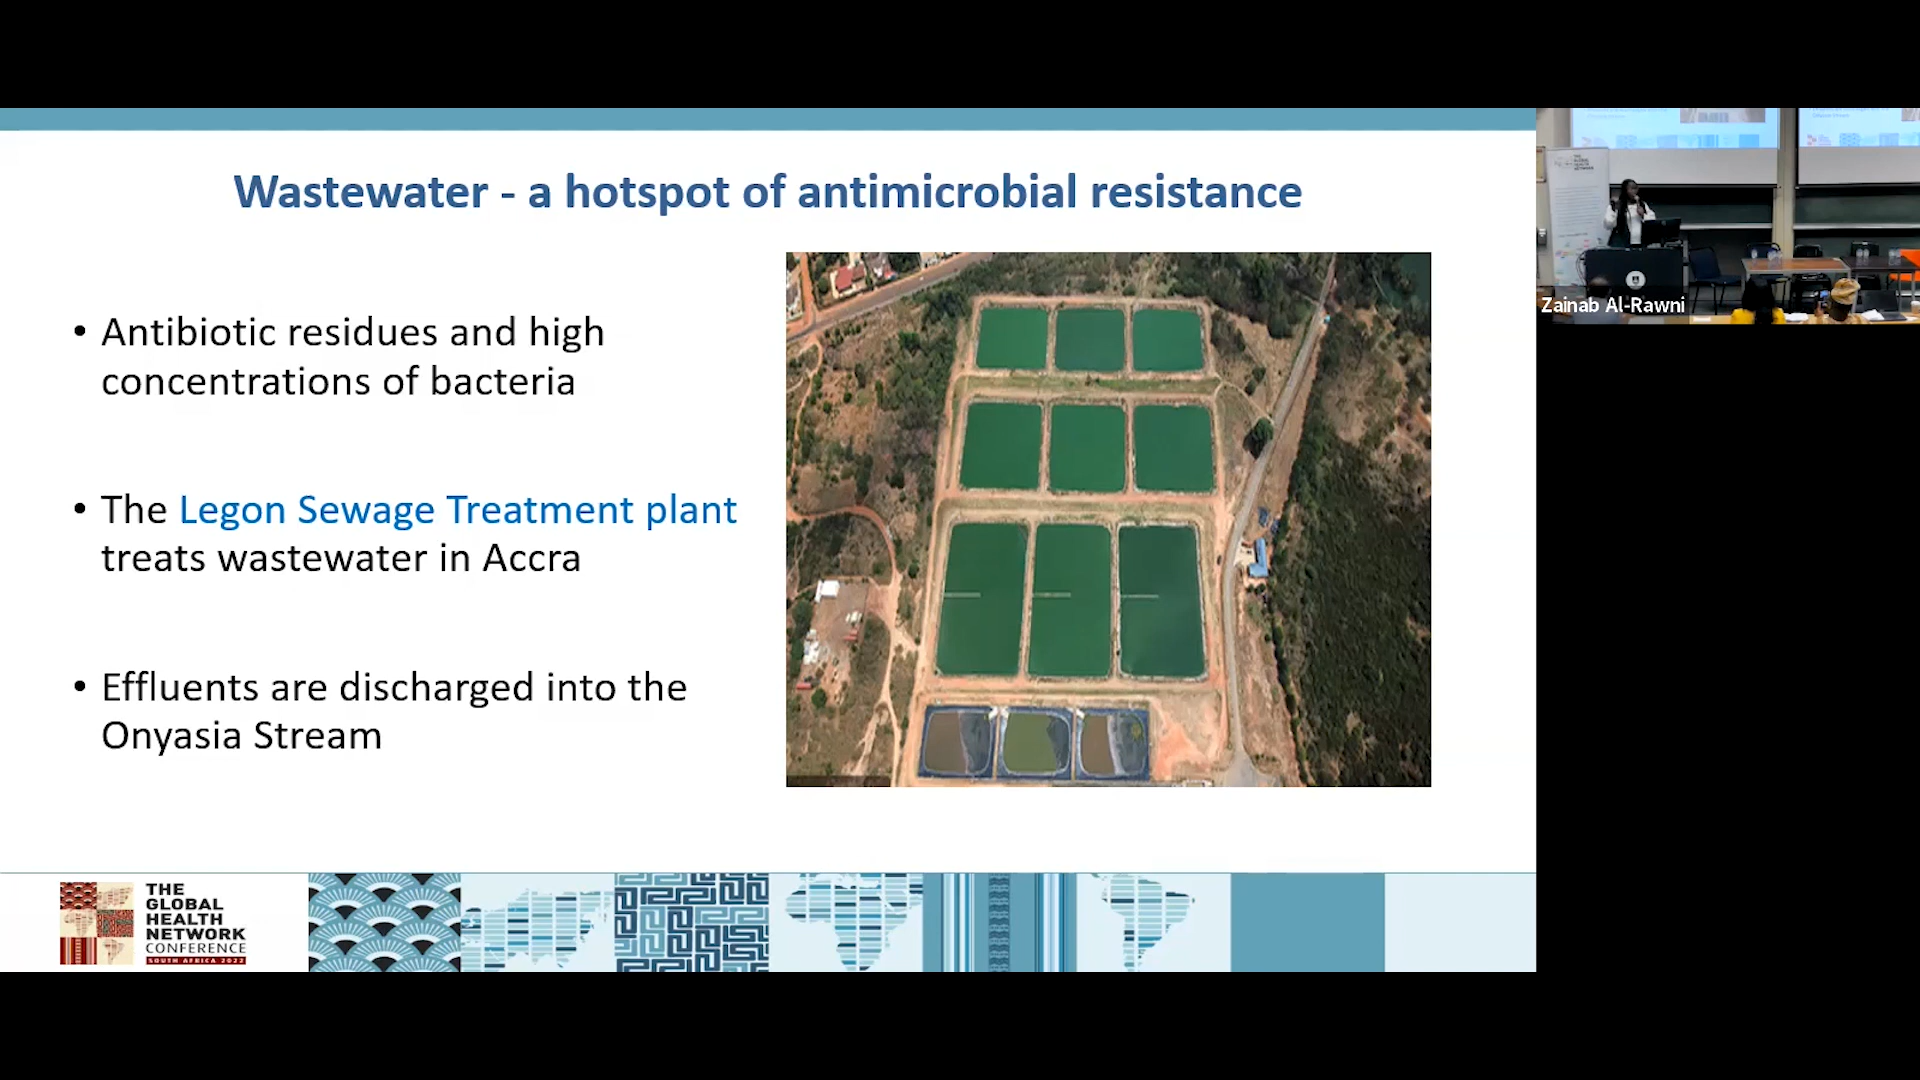 Wastewater - a hotspot of antimicrobial resistance
• Antibiotic residues and high
concentrations of bacteria
• The Legon Sewage Treatment plant
treats wastewater in Accra
• Effluents are discharged into the
Onyasia Stream
THE
GLOBAL
HEALTH
NETWORK
CONFERENCE
SOUTH AFRICA 2022
Zainab Al-Rawni